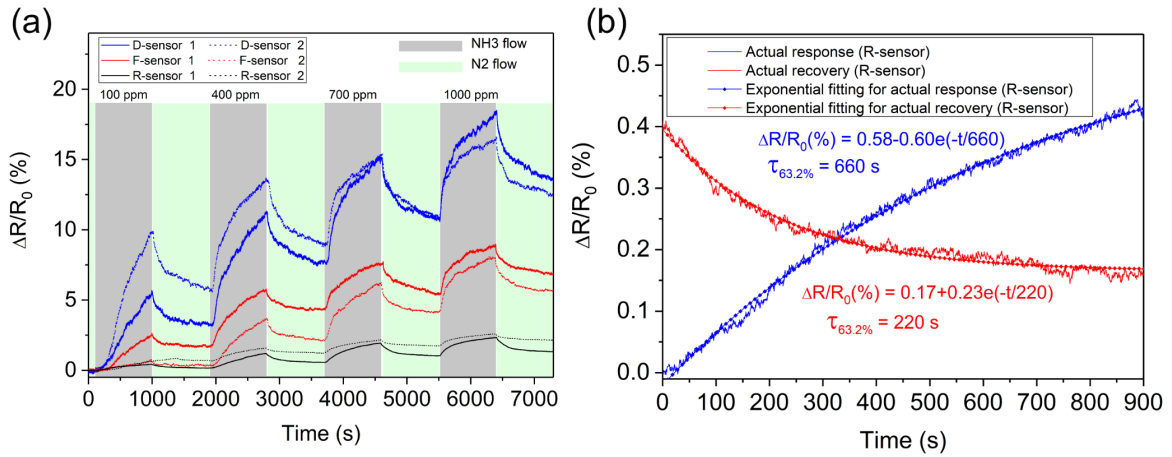 (a)
D-sensor 1 D-sensor 2
F-sensor 1 F-sensor 2
R-sensor 1 R-sensor 2
NH3 flow
N2 flow
100 ppm 400 ppm 700 ppm 1000 ppm
20
15
10
5
0
ΔR/R0 (%)
0 1000 2000 3000 4000 5000 6000 7000
Time (s)
(b)
Actual response (R-sensor)
Actual recovery (R-sensor)
Exponential fitting for actual response (R-sensor)
Exponential fitting for actual recovery (R-sensor)
ΔR/R0(%) = 0.58-0.60e(-t/660)
τ63.2% = 660 s
ΔR/R0(%) = 0.17+0.23e(-t/220)
τ63.2% = 220 s
0.5
0.4
0.3
0.2
0.1
0.0
ΔR/R0 (%)
0 100 200 300 400 500 600 700 800 900
Time (s)